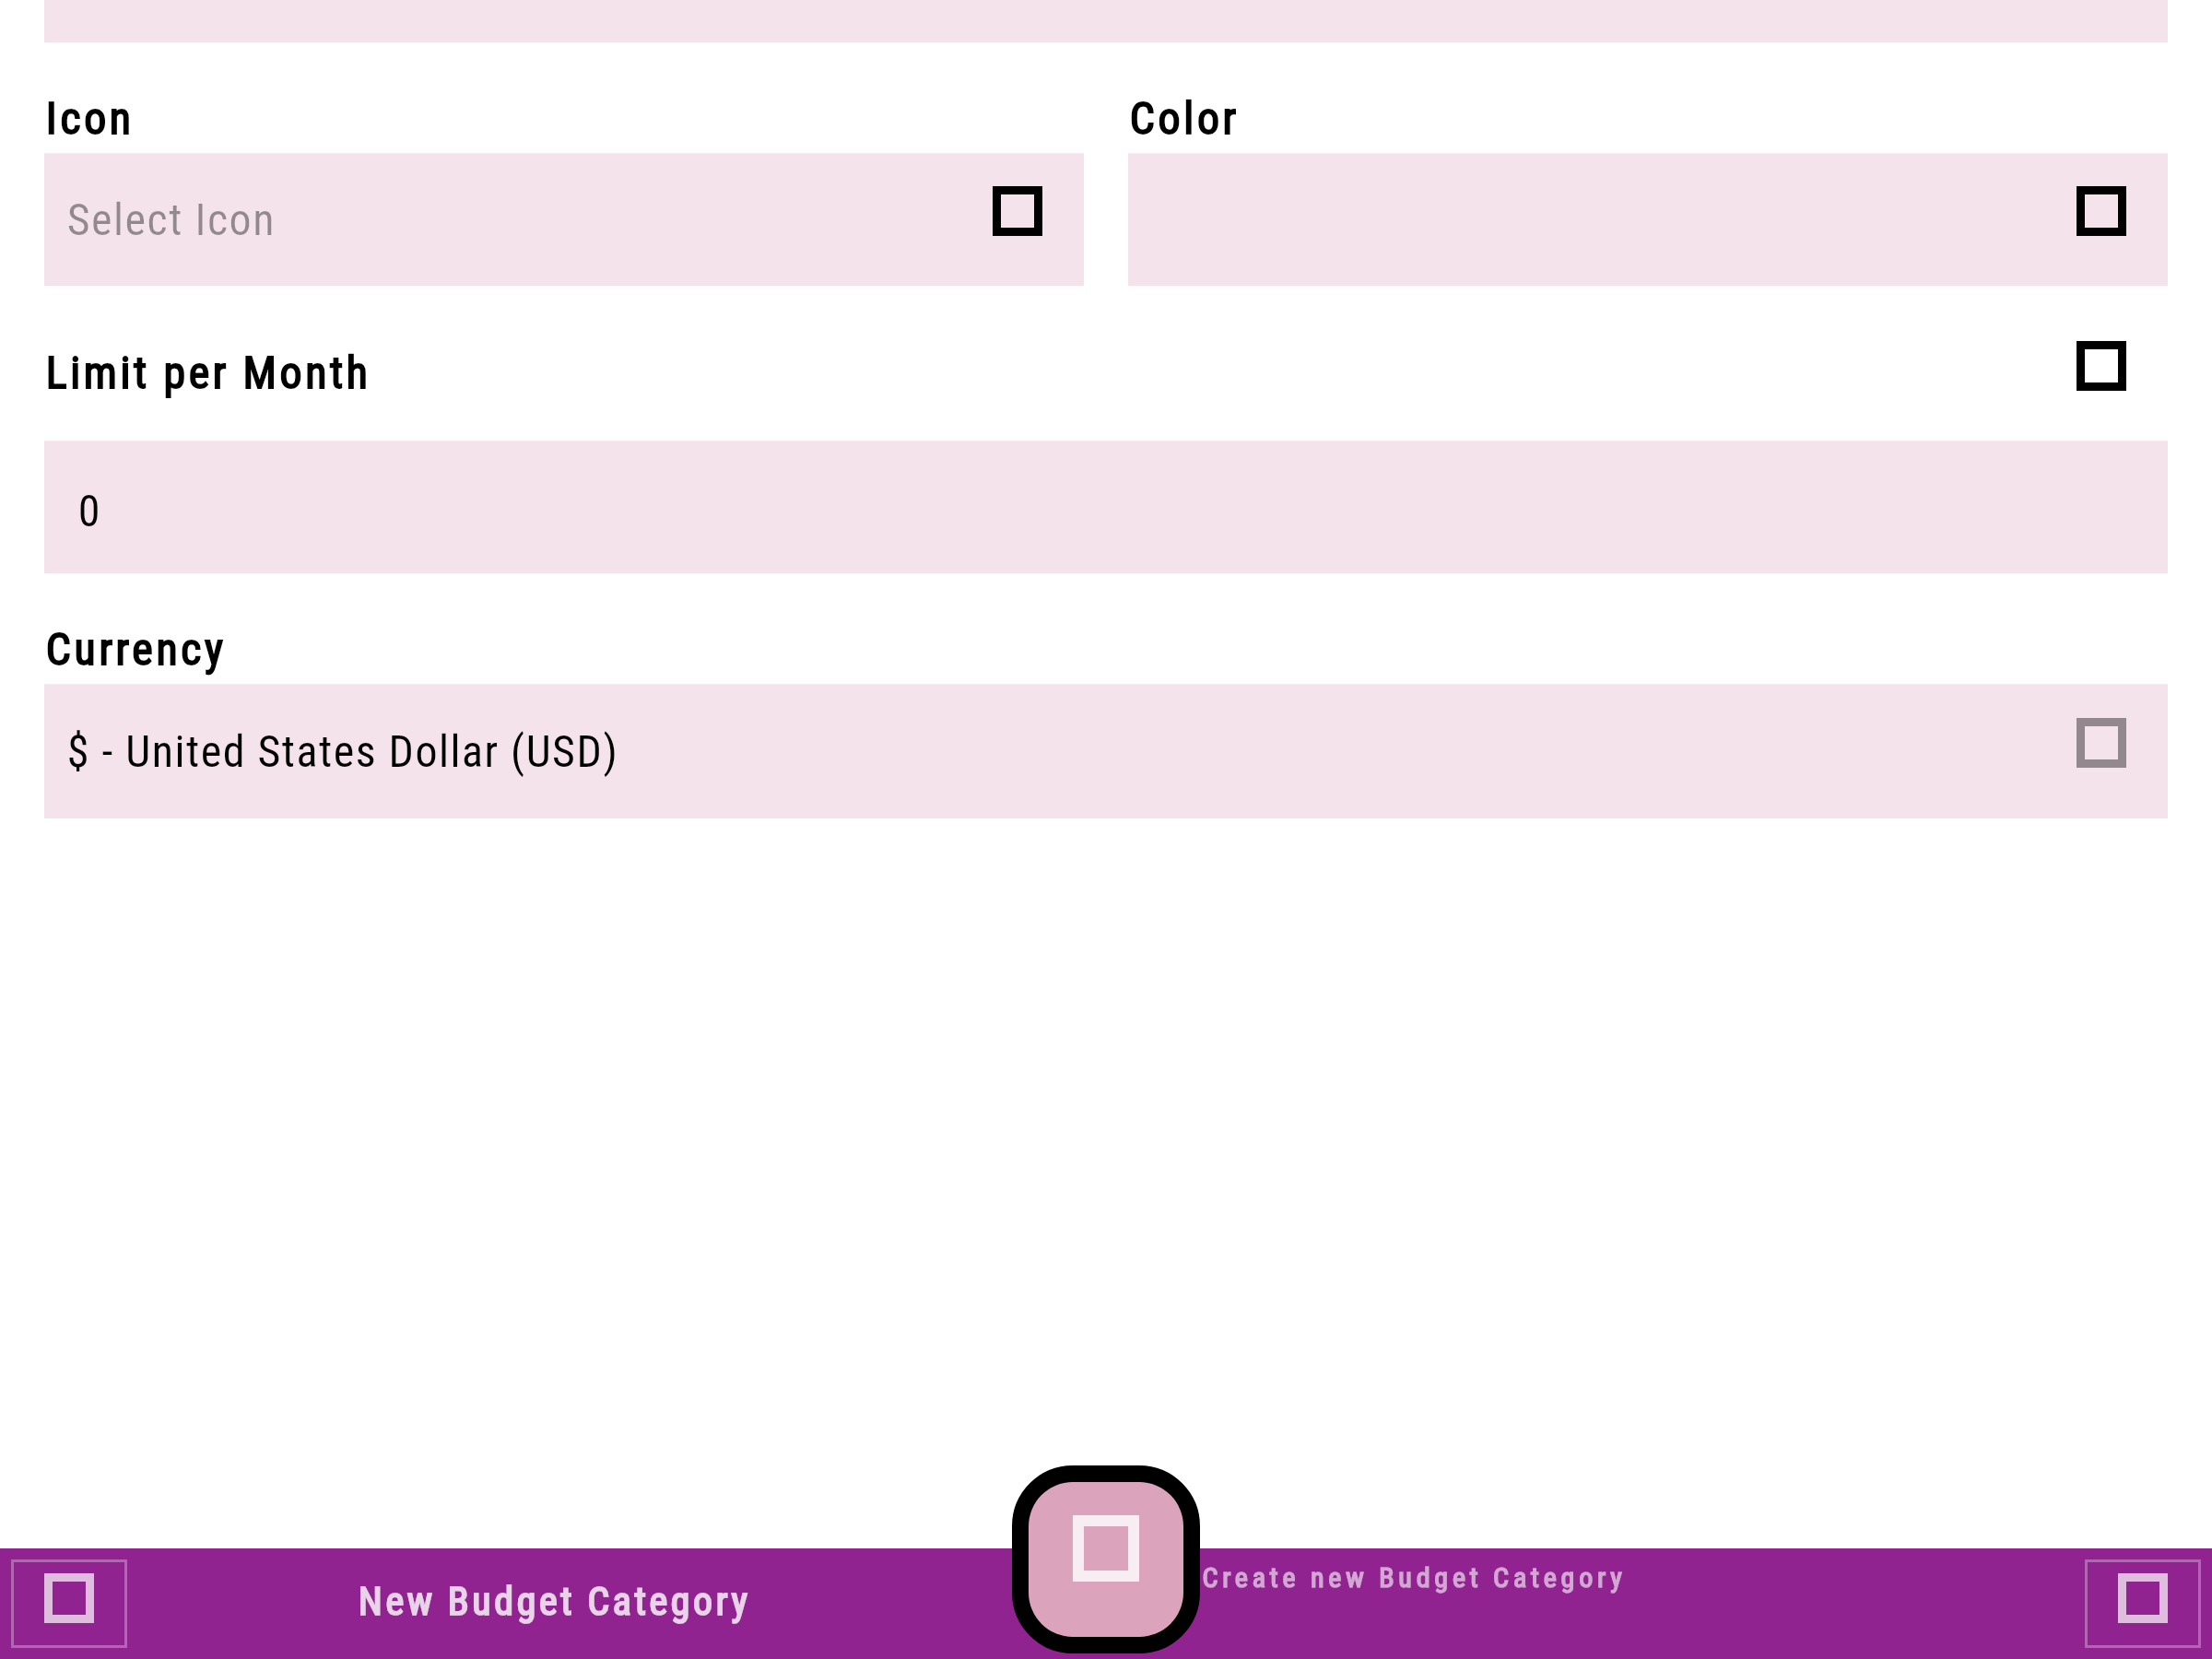 Icon
Color
Select Icon
Limit per Month
0
Currency
$ - United States Dollar (USD)
New Budget Category
Create new Budget Category